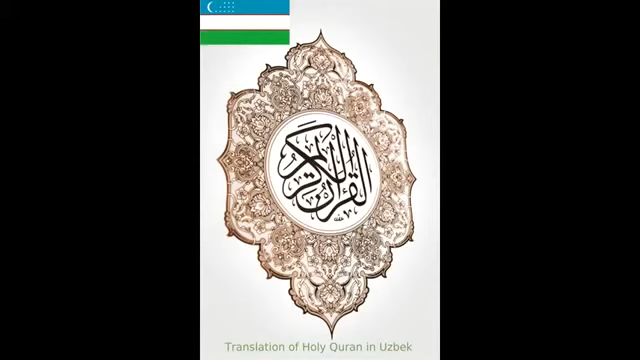 القرآن الكريم
Translation of Holy Quran in Uzbek